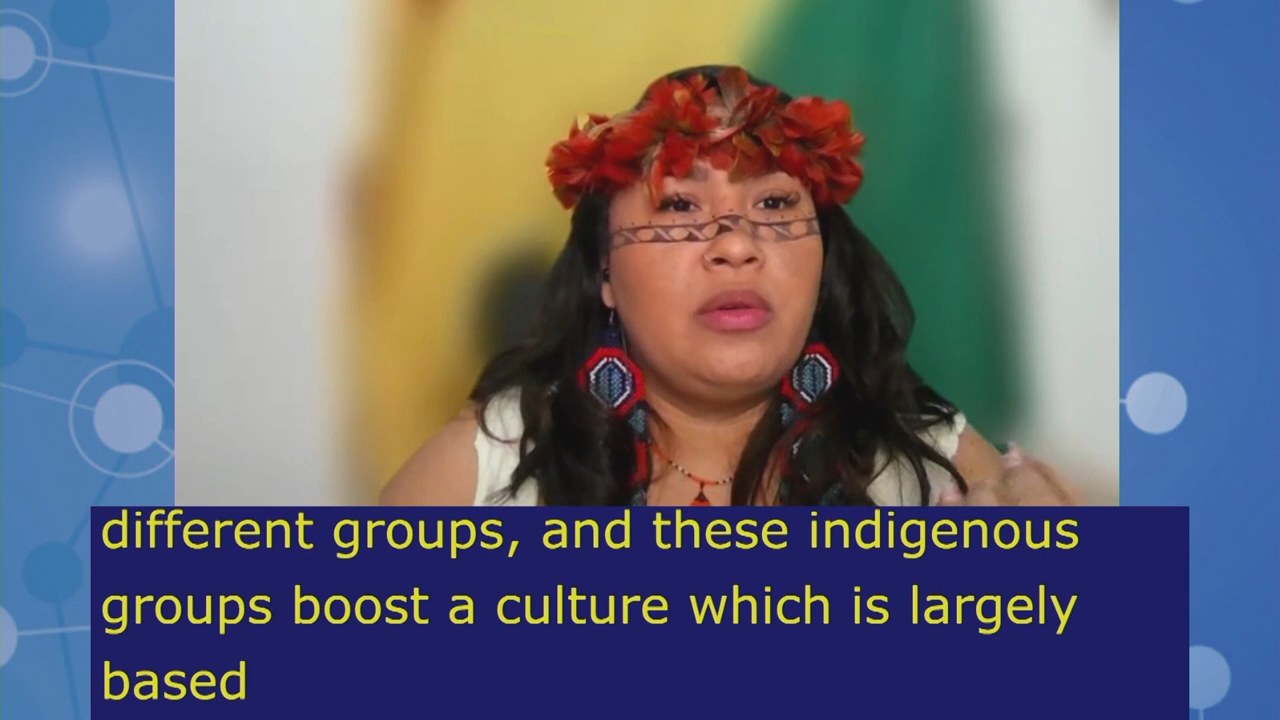 different groups, and these indigenous
groups boost a culture which is largely
based